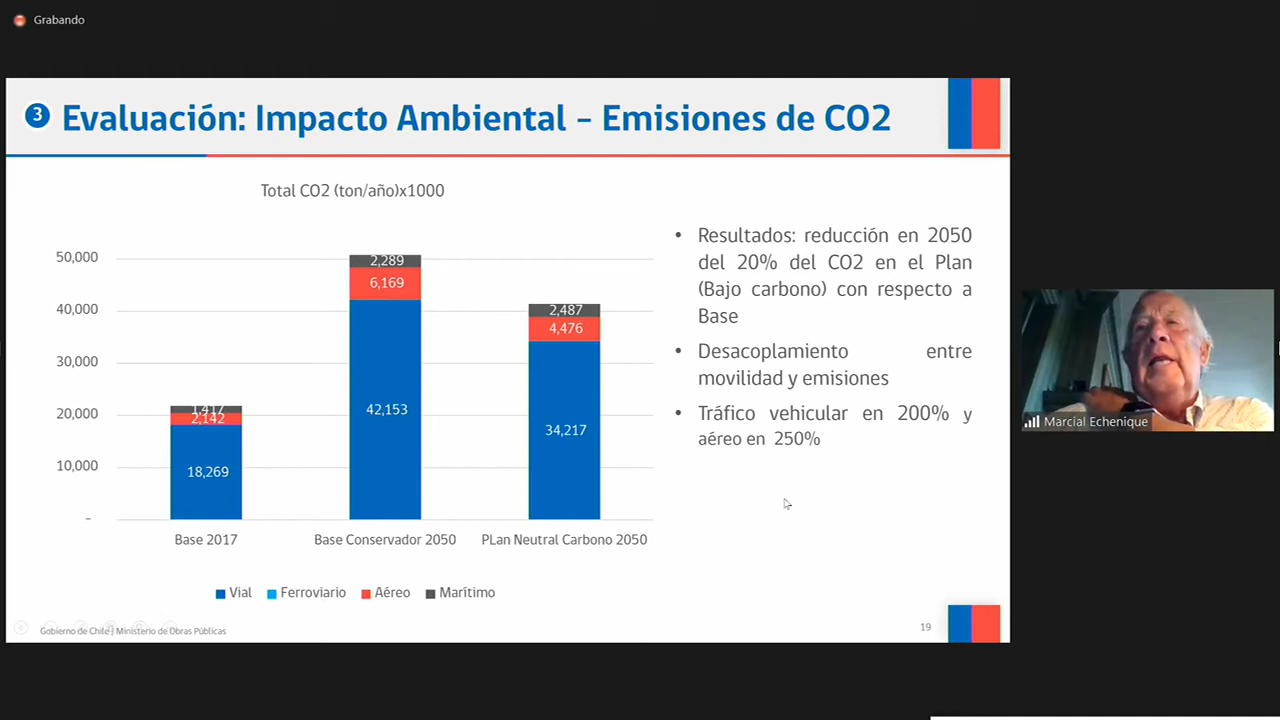 Grabando
3 Evaluación: Impacto Ambiental – Emisiones de CO2
Total CO2 (ton/año)x1000
50,000
40,000
30,000
20,000
10,000
–
1,417
2,142
18,269
2,289
6,169
42,153
2,487
4,476
34,217
Base 2017
Base Conservador 2050
PLan Neutral Carbono 2050
Vial
Ferroviario
Aéreo
Marítimo
• Resultados: reducción en 2050
del 20% del CO2 en el Plan
(Bajo carbono) con respecto a
Base
• Desacoplamiento entre
movilidad y emisiones
• Tráfico vehicular en 200% y
aéreo en 250%
Marcial Echenique
Gobierno de Chile | Ministerio de Obras Públicas
19